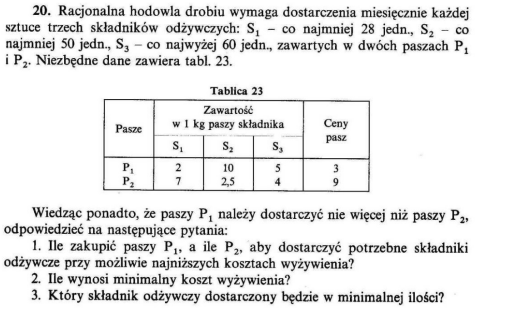 20. Racjonalna hodowla drobiu wymaga dostarczenia miesięcznie każdej
sztuce trzech składników odżywczych: S₁ – co najmniej 28 jedn., S₂ – co
najmniej 50 jedn., S₃ – co najwyżej 60 jedn., zawartych w dwóch paszach P₁
i P₂. Niezbędne dane zawiera tabl. 23.
Tablica 23
Pasze
Zawartość
w 1 kg paszy składnika
Ceny
pasz
S₁ S₂ S₃
P₁ 2 10 5 3
P₂ 7 2,5 4 9
Wiedząc ponadto, że paszy P₁ należy dostarczyć nie więcej niż paszy P₂,
odpowiedzieć na następujące pytania:
1. Ile zakupić paszy P₁, a ile P₂, aby dostarczyć potrzebne składniki
odżywcze przy możliwie najniższych kosztach wyżywienia?
2. Ile wynosi minimalny koszt wyżywienia?
3. Który składnik odżywczy dostarczony będzie w minimalnej ilości?